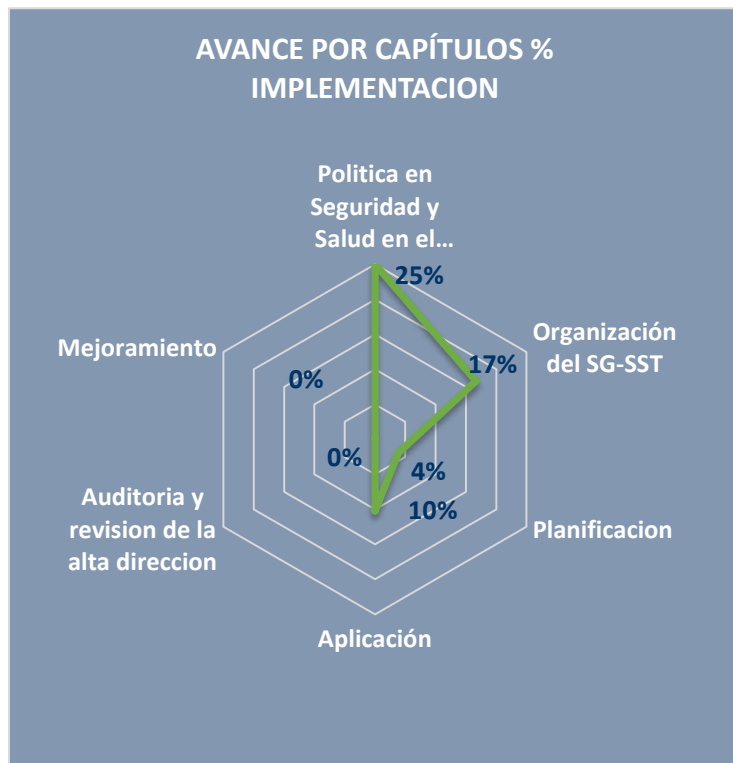 AVANCE POR CAPÍTULOS %
IMPLEMENTACION
Politica en
Seguridad y
Salud en el...
25%
Organización
del SG-SST
17%
Mejoramiento
0%
0%
4%
10%
Auditoria y
revision de la
alta direccion
Planificacion
Aplicación